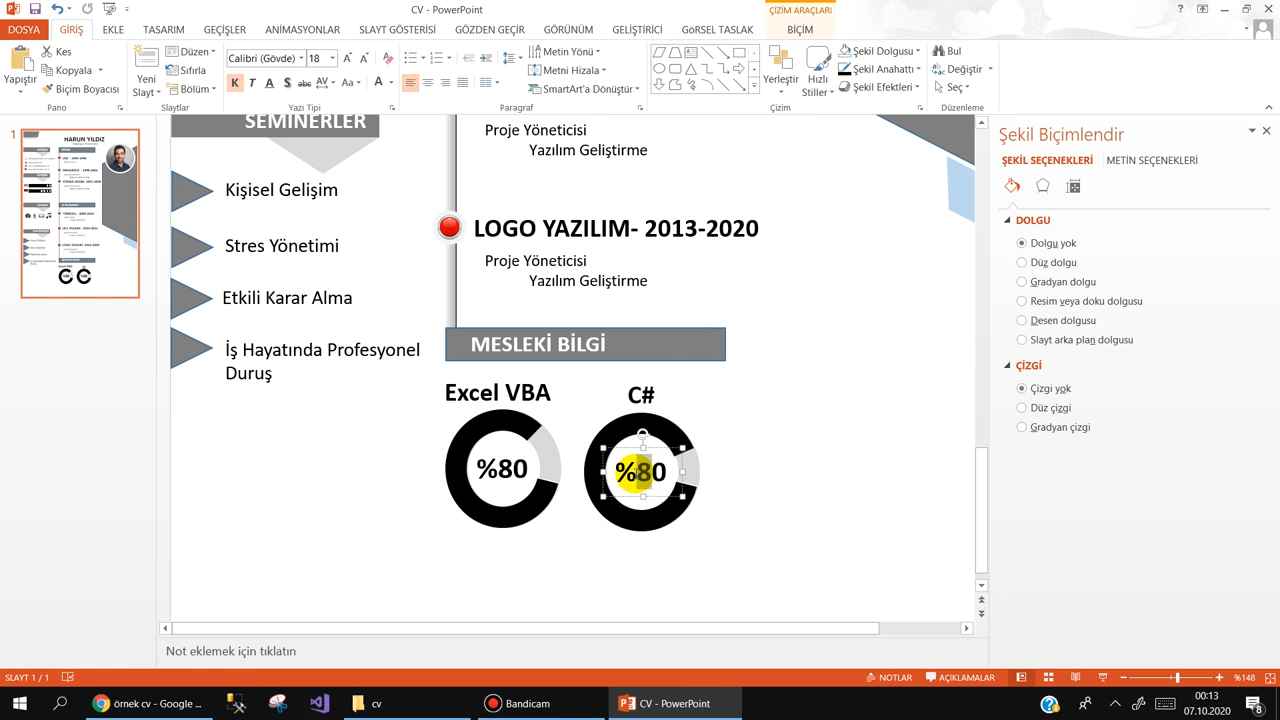 CV - PowerPoint
ÇİZİM ARAÇLARI
DOSYA GİRİŞ EKLE TASARIM GEÇİŞLER ANİMASYONLAR SLAYT GÖSTERİSİ GÖZDEN GEÇİR GÖRÜNÜM GELİŞTİRİCİ GöRSEL TASLAK BİÇİM
Yapıştır
Kes
Kopyala
Biçim Boyacısı
Pano
Yeni Slayt
Düzen
Sıfırla
Bölüm
Slaytlar
Calibri (Gövde) 18
K T A S abc AV Aa A
Yazı Tipi
Metin Yönü
Metni Hizala
SmartArt'a Dönüştür
Paragraf
Yerleştir
Hızlı Stiller
Şekil Dolgusu
Şekil Anahattı
Şekil Efektleri
Çizim
Bul
Değiştir
Seç
Düzenleme
1
HARUN YILDIZ
SEMİNERLER
Kişisel Gelişim
Stres Yönetimi
Etkili Karar Alma
İş Hayatında Profesyonel
Duruş
Proje Yöneticisi
Yazılım Geliştirme
LOGO YAZILIM- 2013-2020
Proje Yöneticisi
Yazılım Geliştirme
MESLEKİ BİLGİ
Excel VBA
C#
%80
%80
Şekil Biçimlendir
ŞEKİL SEÇENEKLERİ METİN SEÇENEKLERİ
DOLGU
Dolgu yok
Düz dolgu
Gradyan dolgu
Resim veya doku dolgusu
Desen dolgusu
Slayt arka plan dolgusu
ÇİZGİ
Çizgi yok
Düz çizgi
Gradyan çizgi
Not eklemek için tıklatın
SLAYT 1 / 1
NOTLAR
AÇIKLAMALAR
%148
örnek cv - Google ...
cv
Bandicam
CV - PowerPoint
00:13
07.10.2020
8